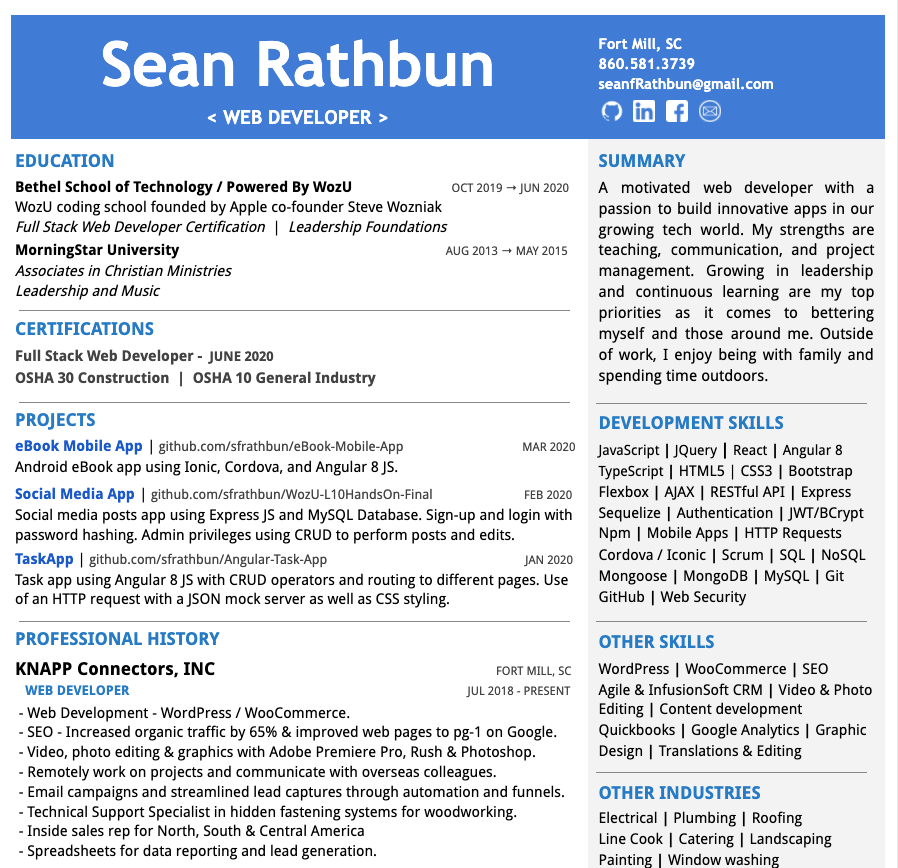 Sean Rathbun
< WEB DEVELOPER >
Fort Mill, SC
860.581.3739
seanfRathbun@gmail.com
EDUCATION
Bethel School of Technology / Powered By WozU OCT 2019 → JUN 2020
WozU coding school founded by Apple co-founder Steve Wozniak
Full Stack Web Developer Certification | Leadership Foundations
MorningStar University AUG 2013 → MAY 2015
Associates in Christian Ministries
Leadership and Music
CERTIFICATIONS
Full Stack Web Developer - JUNE 2020
OSHA 30 Construction | OSHA 10 General Industry
PROJECTS
eBook Mobile App | github.com/sfrathbun/eBook-Mobile-App MAR 2020
Android eBook app using Ionic, Cordova, and Angular 8 JS.
Social Media App | github.com/sfrathbun/WozU-L10HandsOn-Final FEB 2020
Social media posts app using Express JS and MySQL Database. Sign-up and login with
password hashing. Admin privileges using CRUD to perform posts and edits.
TaskApp | github.com/sfrathbun/Angular-Task-App JAN 2020
Task app using Angular 8 JS with CRUD operators and routing to different pages. Use
of an HTTP request with a JSON mock server as well as CSS styling.
PROFESSIONAL HISTORY
KNAPP Connectors, INC FORT MILL, SC
WEB DEVELOPER JUL 2018 - PRESENT
- Web Development - WordPress / WooCommerce.
- SEO - Increased organic traffic by 65% & improved web pages to pg-1 on Google.
- Video, photo editing & graphics with Adobe Premiere Pro, Rush & Photoshop.
- Remotely work on projects and communicate with overseas colleagues.
- Email campaigns and streamlined lead captures through automation and funnels.
- Technical Support Specialist in hidden fastening systems for woodworking.
- Inside sales rep for North, South & Central America
- Spreadsheets for data reporting and lead generation.
SUMMARY
A motivated web developer with a
passion to build innovative apps in our
growing tech world. My strengths are
teaching, communication, and project
management. Growing in leadership
and continuous learning are my top
priorities as it comes to bettering
myself and those around me. Outside
of work, I enjoy being with family and
spending time outdoors.
DEVELOPMENT SKILLS
JavaScript | JQuery | React | Angular 8
TypeScript | HTML5 | CSS3 | Bootstrap
Flexbox | AJAX | RESTful API | Express
Sequelize | Authentication | JWT/BCrypt
Npm | Mobile Apps | HTTP Requests
Cordova / Ionic | Scrum | SQL | NoSQL
Mongoose | MongoDB | MySQL | Git
GitHub | Web Security
OTHER SKILLS
WordPress | WooCommerce | SEO
Agile & InfusionSoft CRM | Video & Photo
Editing | Content development
Quickbooks | Google Analytics | Graphic
Design | Translations & Editing
OTHER INDUSTRIES
Electrical | Plumbing | Roofing
Line Cook | Catering | Landscaping
Painting | Window washing